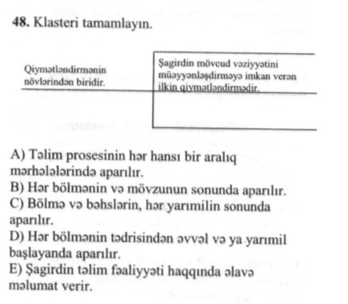 48. Klasteri tamamlayın.
Qiymətləndirmənin
növlərindən biridir.
Şagirdin mövcud vəziyyətini
müəyyənləşdirməyə imkan verən
ilkin qiymətləndirmədir.
A) Təlim prosesinin hər hansı bir aralıq
mərhələlərində aparılır.
B) Hər bölmənin və mövzunun sonunda aparılır.
C) Bölmə və bəhslərin, hər yarımilin sonunda
aparılır.
D) Hər bölmənin tədrisindən əvvəl və ya yarımil
başlayanda aparılır.
E) Şagirdin təlim fəaliyyəti haqqında əlavə
məlumat verir.